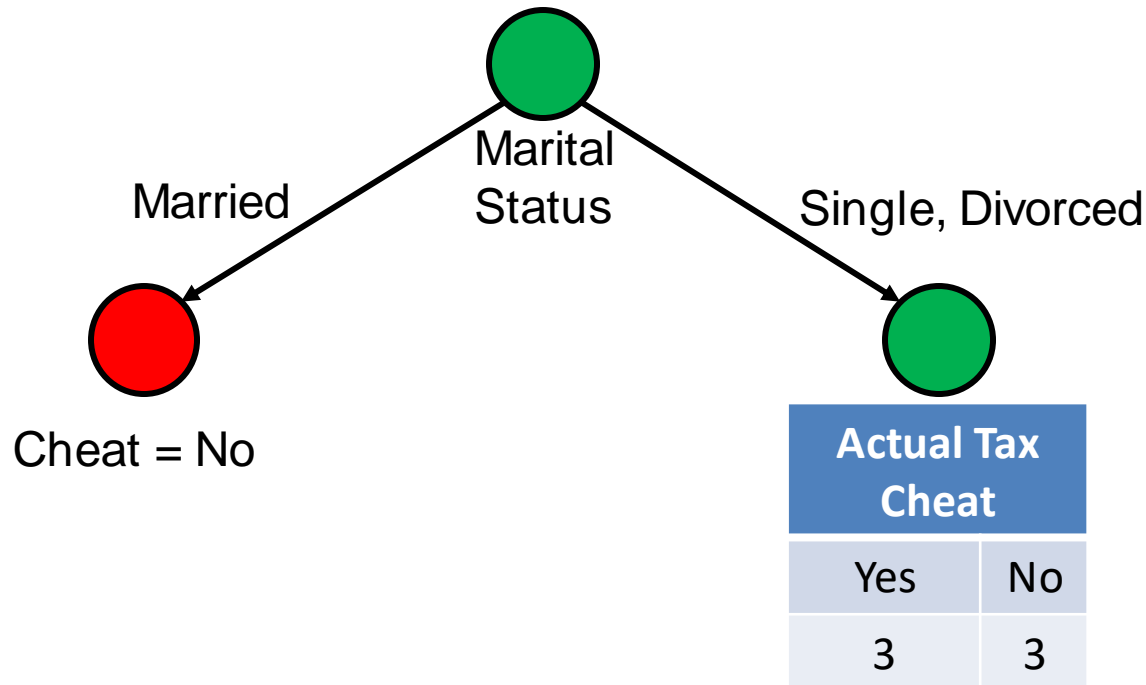 Marital
Status
Married
Single, Divorced
Cheat = No
Actual Tax
Cheat
Yes No
3 3